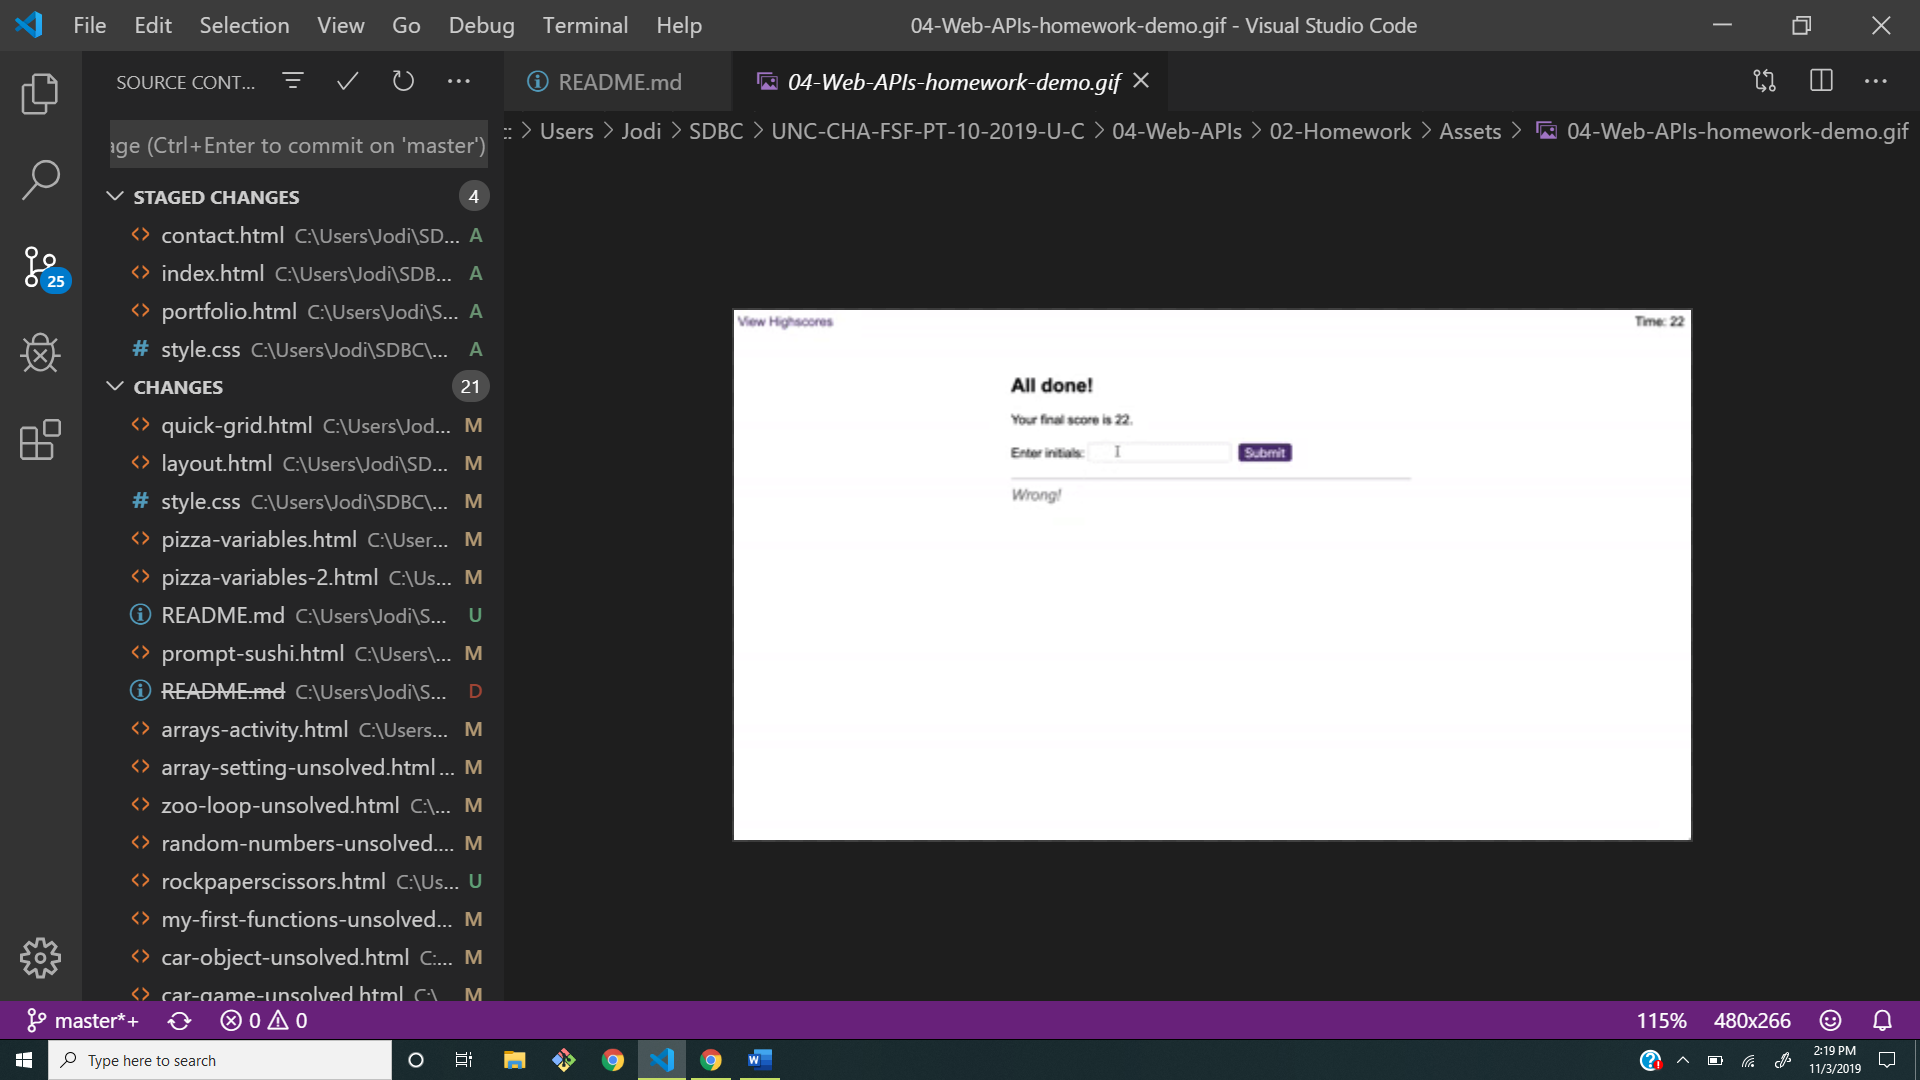 File Edit Selection View Go Debug Terminal Help
04-Web-APIs-homework-demo.gif - Visual Studio Code
SOURCE CONT...
README.md
04-Web-APIs-homework-demo.gif
Users > Jodi > SDBC > UNC-CHA-FSF-PT-10-2019-U-C > 04-Web-APIs > 02-Homework > Assets > 04-Web-APIs-homework-demo.gif
age (Ctrl+Enter to commit on 'master')
STAGED CHANGES 4
contact.html C:\Users\Jodi\SD... A
index.html C:\Users\Jodi\SDB... A
portfolio.html C:\Users\Jodi\S... A
style.css C:\Users\Jodi\SDBC\... A
25
CHANGES 21
quick-grid.html C:\Users\Jod... M
layout.html C:\Users\Jodi\SD... M
style.css C:\Users\Jodi\SDBC\... M
pizza-variables.html C:\User... M
pizza-variables-2.html C:\Us... M
README.md C:\Users\Jodi\S... U
prompt-sushi.html C:\Users\... M
README.md C:\Users\Jodi\S... D
arrays-activity.html C:\Users... M
array-setting-unsolved.html ... M
zoo-loop-unsolved.html C:\... M
random-numbers-unsolved.... M
rockpaperscissors.html C:\Us... U
my-first-functions-unsolved... M
car-object-unsolved.html C:... M
car-game-unsolved.html C:\ M
View Highscores
Time: 22
All done!
Your final score is 22.
Enter initials:
Submit
Wrong!
master*+ 0 0
115% 480x266
Type here to search
2:19 PM
11/3/2019